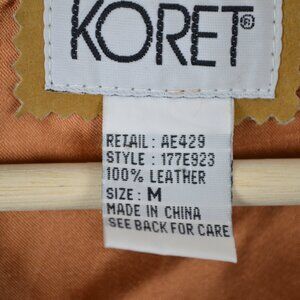 KORET®
RETAIL: AE429
STYLE: 177E923
100% LEATHER
SIZE: M
MADE IN CHINA
SEE BACK FOR CARE